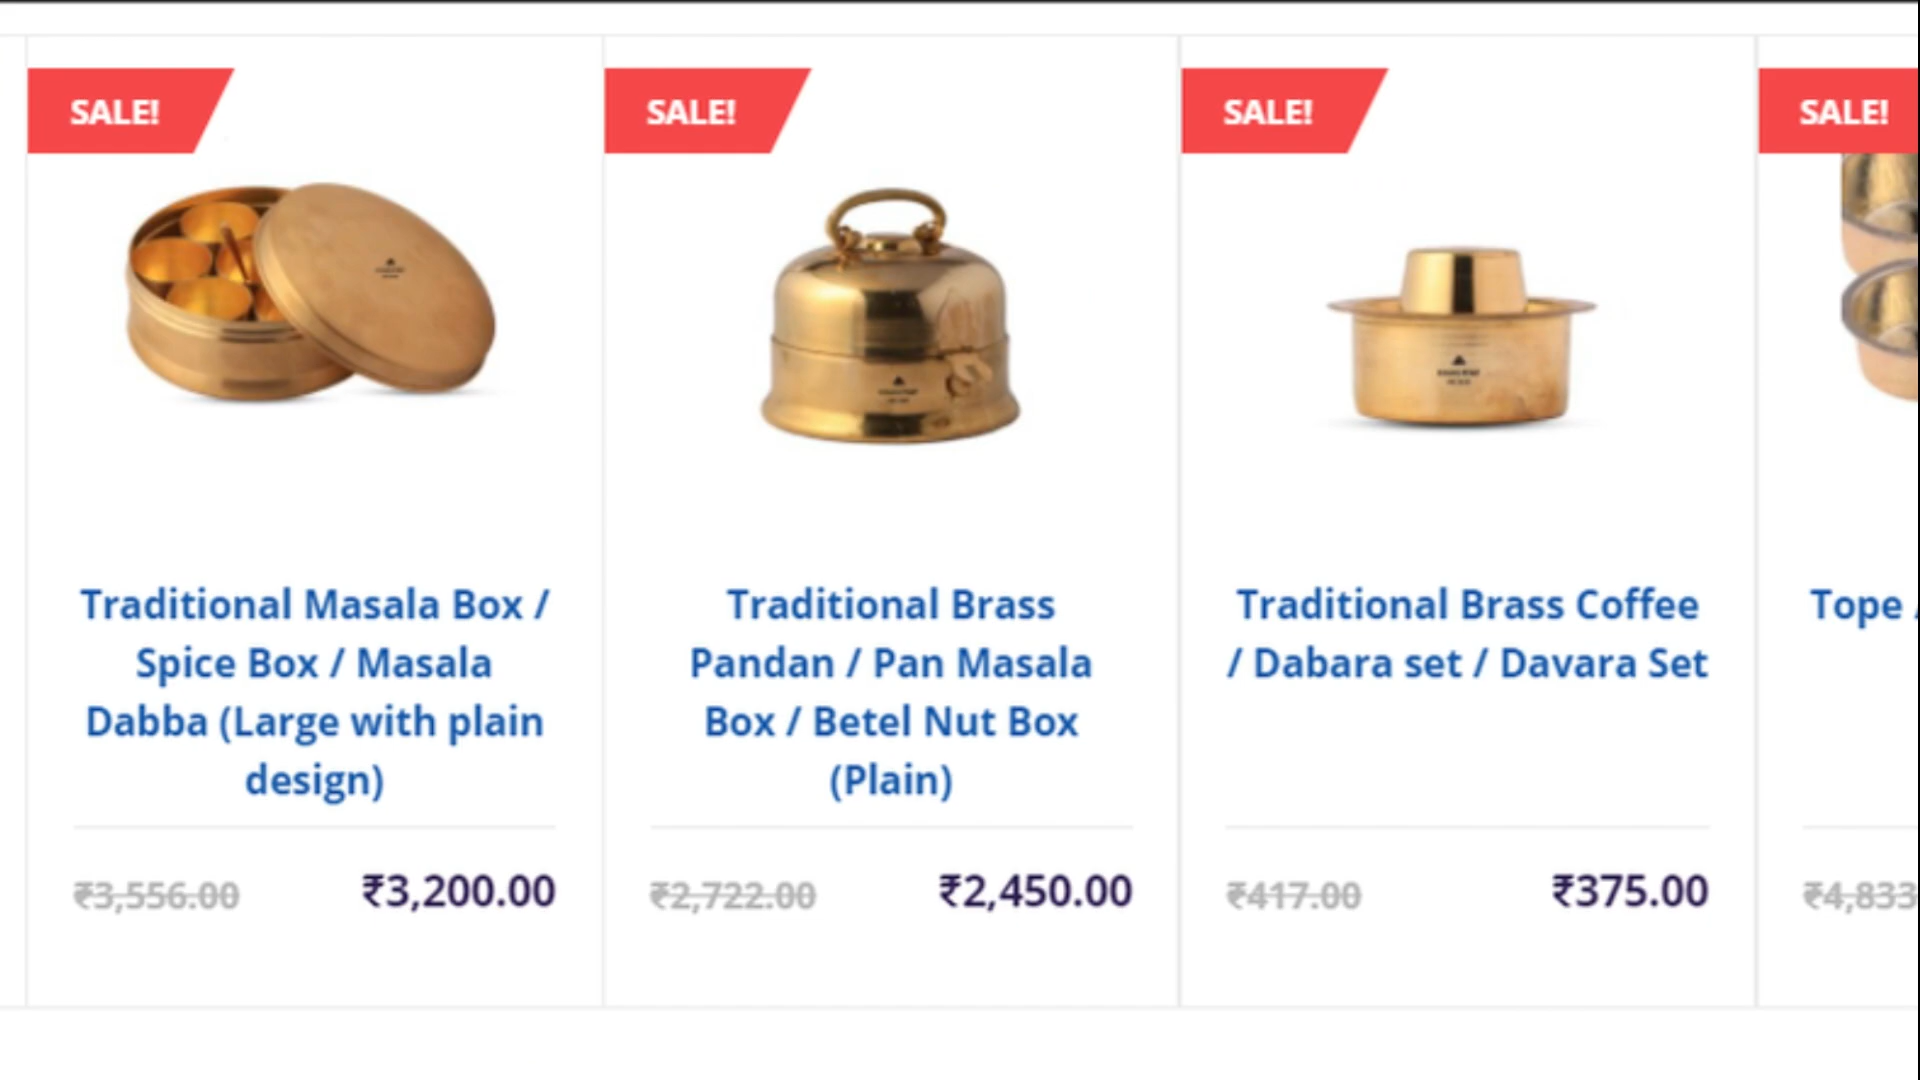 SALE!
Traditional Masala Box /
Spice Box / Masala
Dabba (Large with plain
design)
₹3,556.00 ₹3,200.00
SALE!
Traditional Brass
Pandan / Pan Masala
Box / Betel Nut Box
(Plain)
₹2,722.00 ₹2,450.00
SALE!
Traditional Brass Coffee
/ Dabara set / Davara Set
₹417.00 ₹375.00
SALE!
Tope /
₹4,833